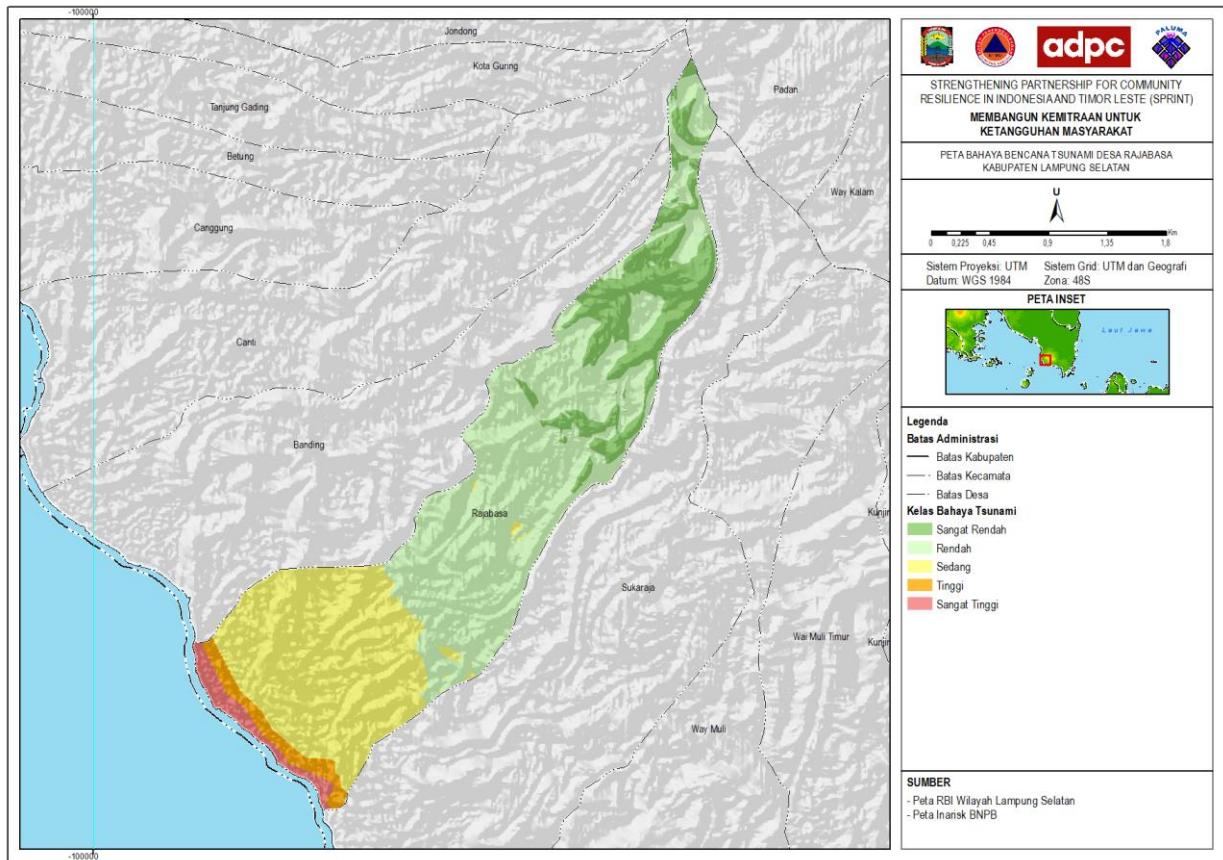 -100000
Jondong
Kota Guring
Padan
Tanjung Gading
Betung
Way Kalam
Canggung
Canti
Banding
Rajabasa
Kunjir
Sukaraja
Wai Muli Timur
Kunjir
Way Muli
-100000
adpc
PALUMA
STRENGTHENING PARTNERSHIP FOR COMMUNITY
RESILIENCE IN INDONESIAAND TIMOR LESTE (SPRINT)
MEMBANGUN KEMITRAAN UNTUK
KETANGGUHAN MASYARAKAT
PETA BAHAYA BENCANA TSUNAMI DESA RAJABASA
KABUPATEN LAMPUNG SELATAN
U
Km
0 0,225 0,45 0,9 1,35 1,8
Sistem Proyeksi: UTM Sistem Grid: UTM dan Geografi
Datum: WGS 1984 Zona: 48S
PETA INSET
Laut Jawa
Legenda
Batas Administrasi
Batas Kabupaten
Batas Kecamata
Batas Desa
Kelas Bahaya Tsunami
Sangat Rendah
Rendah
Sedang
Tinggi
Sangat Tinggi
SUMBER
- Peta RBI Wilayah Lampung Selatan
- Peta Inarisk BNPB